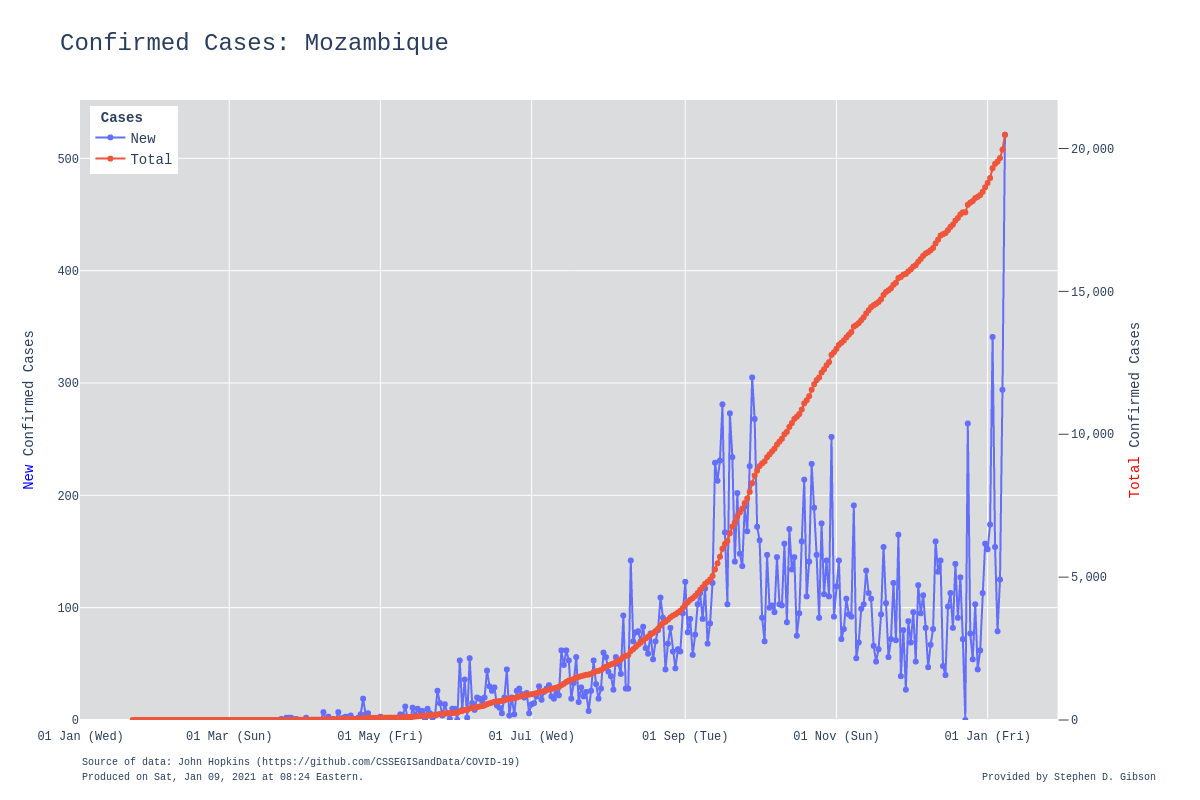 Confirmed Cases: Mozambique
Cases
New
Total
500
400
300
200
100
0
20,000
15,000
10,000
5,000
0
New Confirmed Cases
Total Confirmed Cases
01 Jan (Wed) 01 Mar (Sun) 01 May (Fri) 01 Jul (Wed) 01 Sep (Tue) 01 Nov (Sun) 01 Jan (Fri)
Source of data: John Hopkins (https://github.com/CSSEGISandData/COVID-19)
Produced on Sat, Jan 09, 2021 at 08:24 Eastern.
Provided by Stephen D. Gibson